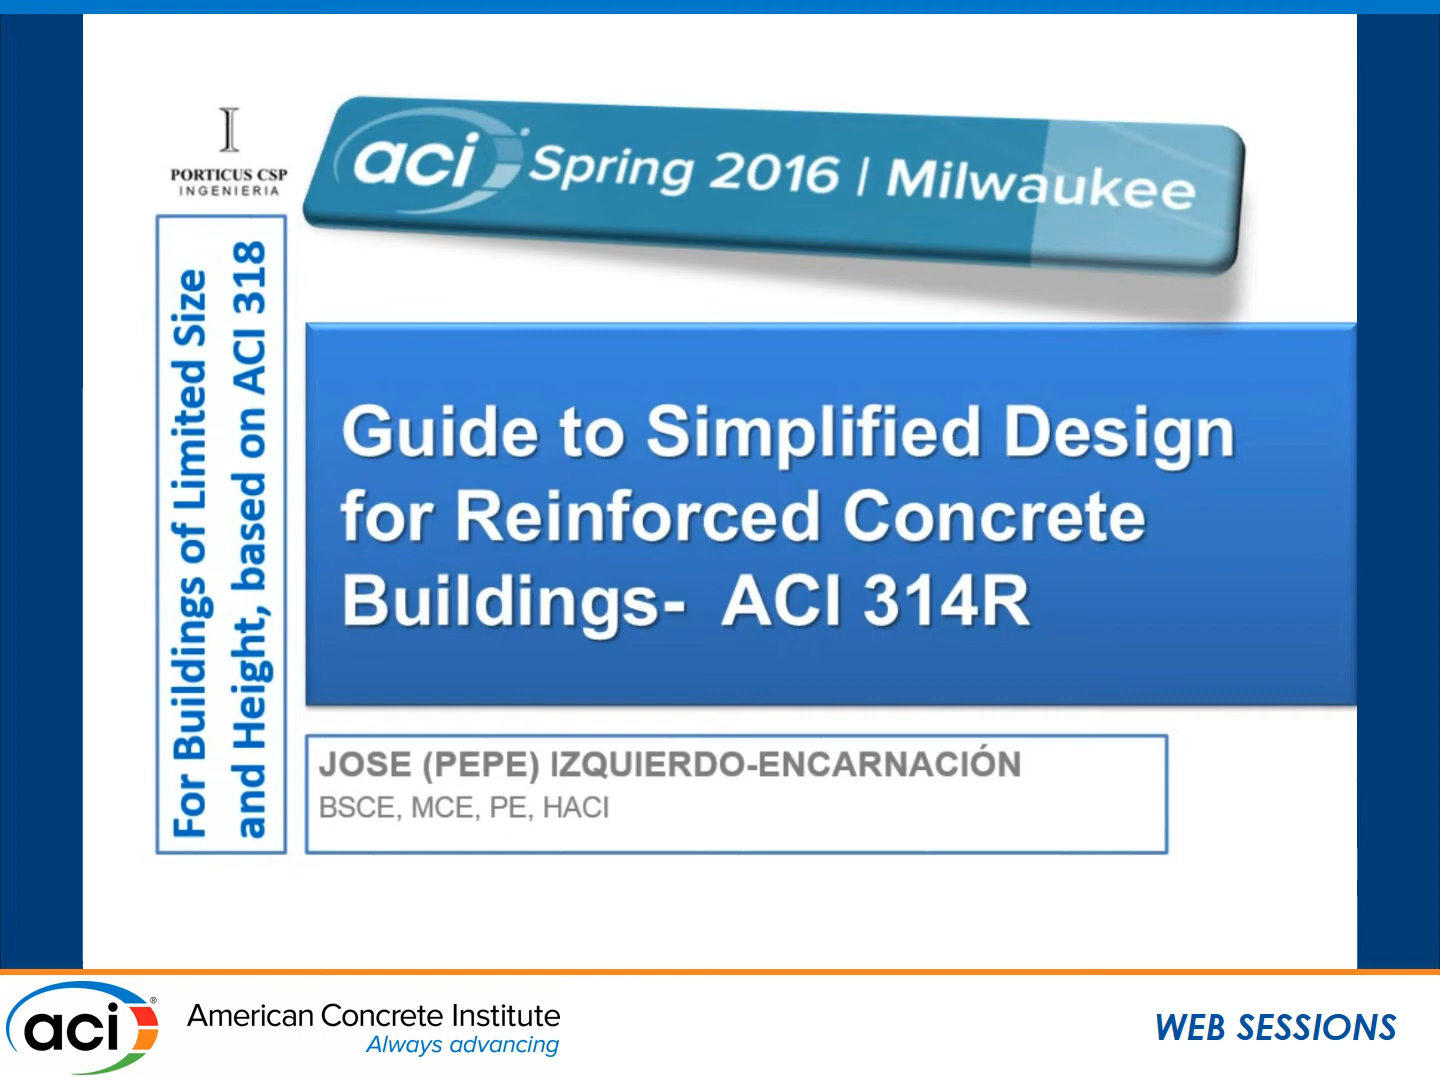 I
PORTICUS CSP
INGENIERIA
aci Spring 2016 | Milwaukee
For Buildings of Limited Size
and Height, based on ACI 318
Guide to Simplified Design
for Reinforced Concrete
Buildings- ACI 314R
JOSE (PEPE) IZQUIERDO-ENCARNACIÓN
BSCE, MCE, PE, HACI
aci® American Concrete Institute
Always advancing
WEB SESSIONS